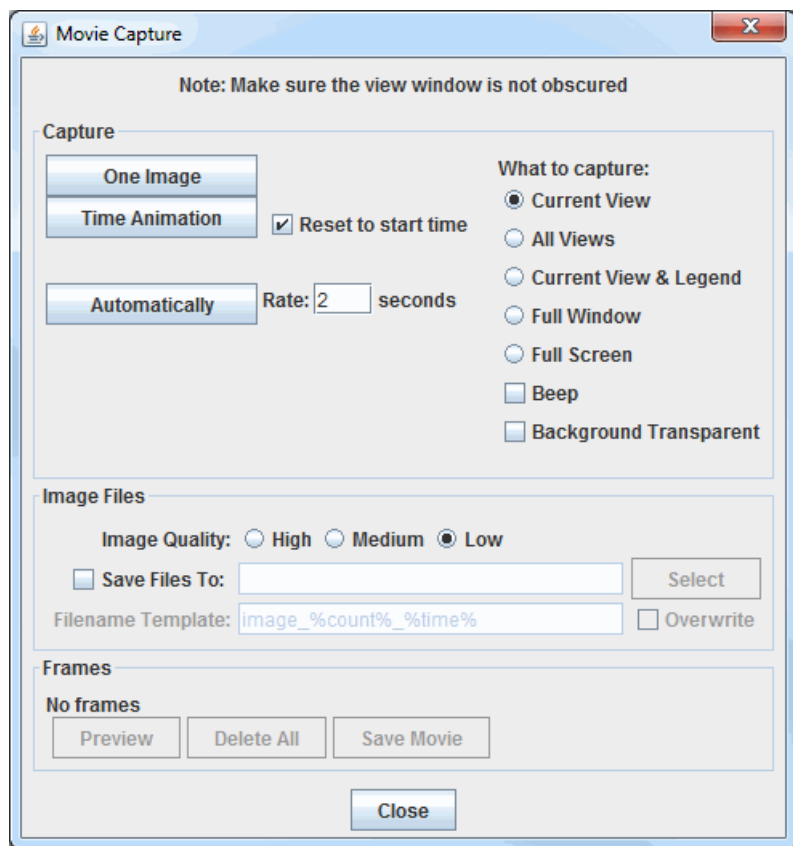 Movie Capture
Note: Make sure the view window is not obscured
Capture
One Image
Time Animation
Reset to start time
Automatically
Rate: 2 seconds
What to capture:
Current View
All Views
Current View & Legend
Full Window
Full Screen
Beep
Background Transparent
Image Files
Image Quality: High Medium Low
Save Files To: Select
Filename Template: image_%count%_%time% Overwrite
Frames
No frames
Preview Delete All Save Movie
Close